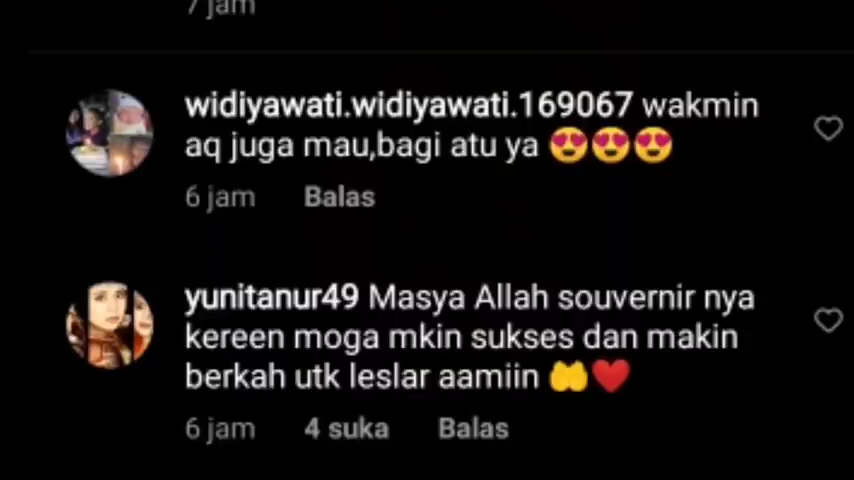 7 jam
widiyawati.widiyawati.169067 wakmin
aq juga mau,bagi atu ya 😍😍😍
6 jam Balas
yunitanur49 Masya Allah souvernir nya
kereen moga mkin sukses dan makin
berkah utk leslar aamiin 🤲❤️
6 jam 4 suka Balas